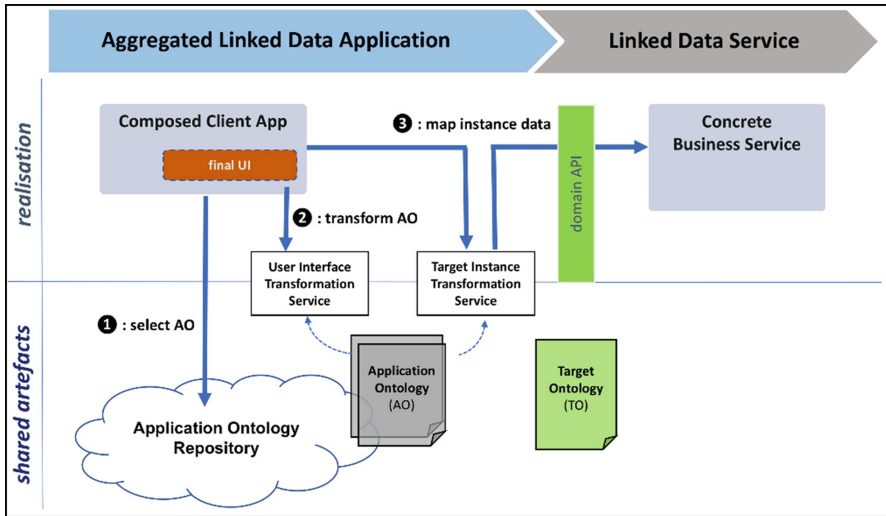 Aggregated Linked Data Application
Linked Data Service
realisation
Composed Client App
final UI
❸ : map instance data
domain API
Concrete
Business Service
❷ : transform AO
User Interface
Transformation
Service
Target Instance
Transformation
Service
shared artefacts
❶ : select AO
Application
Ontology
(AO)
Target
Ontology
(TO)
Application Ontology
Repository